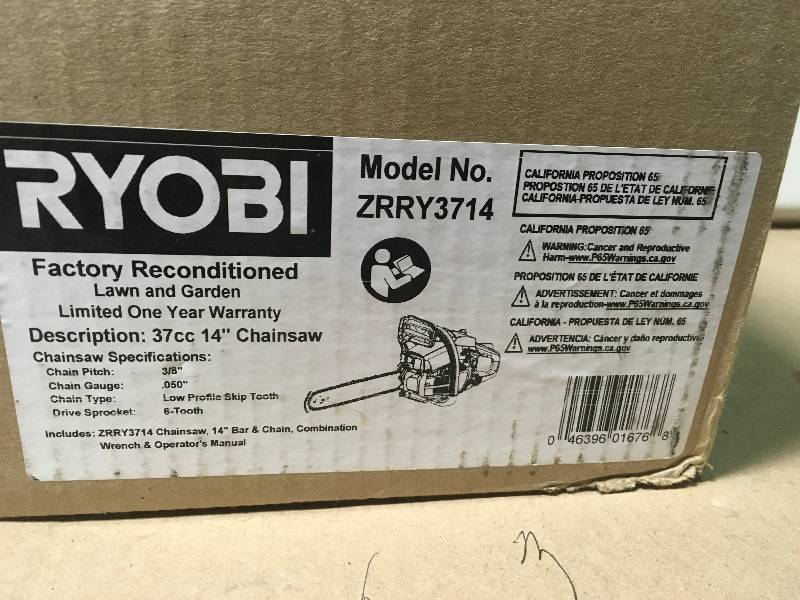 RYOBI
Factory Reconditioned
Lawn and Garden
Limited One Year Warranty
Description: 37cc 14" Chainsaw
Chainsaw Specifications:
Chain Pitch: 3/8"
Chain Gauge: .050"
Chain Type: Low Profile Skip Tooth
Drive Sprocket: 6-Tooth
Includes: ZRRY3714 Chainsaw, 14" Bar & Chain, Combination
Wrench & Operator's Manual
Model No.
ZRRY3714
CALIFORNIA PROPOSITION 65
PROPOSTION 65 DE L'ETAT DE CALIFORNIE
CALIFORNIA-PROPUESTA DE LEY NÚM. 65
CALIFORNIA PROPOSITION 65
WARNING:Cancer and Reproductive
Harm-www.P65Warnings.ca.gov
PROPOSITION 65 DE L'ÉTAT DE CALIFORNIE
ADVERTISSEMENT: Cancer et dommages
à la reproduction-www.P65Warnings.ca.gov
CALIFORNIA - PROPUESTA DE LEY NÚM. 65
ADVERTENCIA: Cáncer y daño reproductivo
www.P65Warnings.ca.gov
0 46396 01676 8